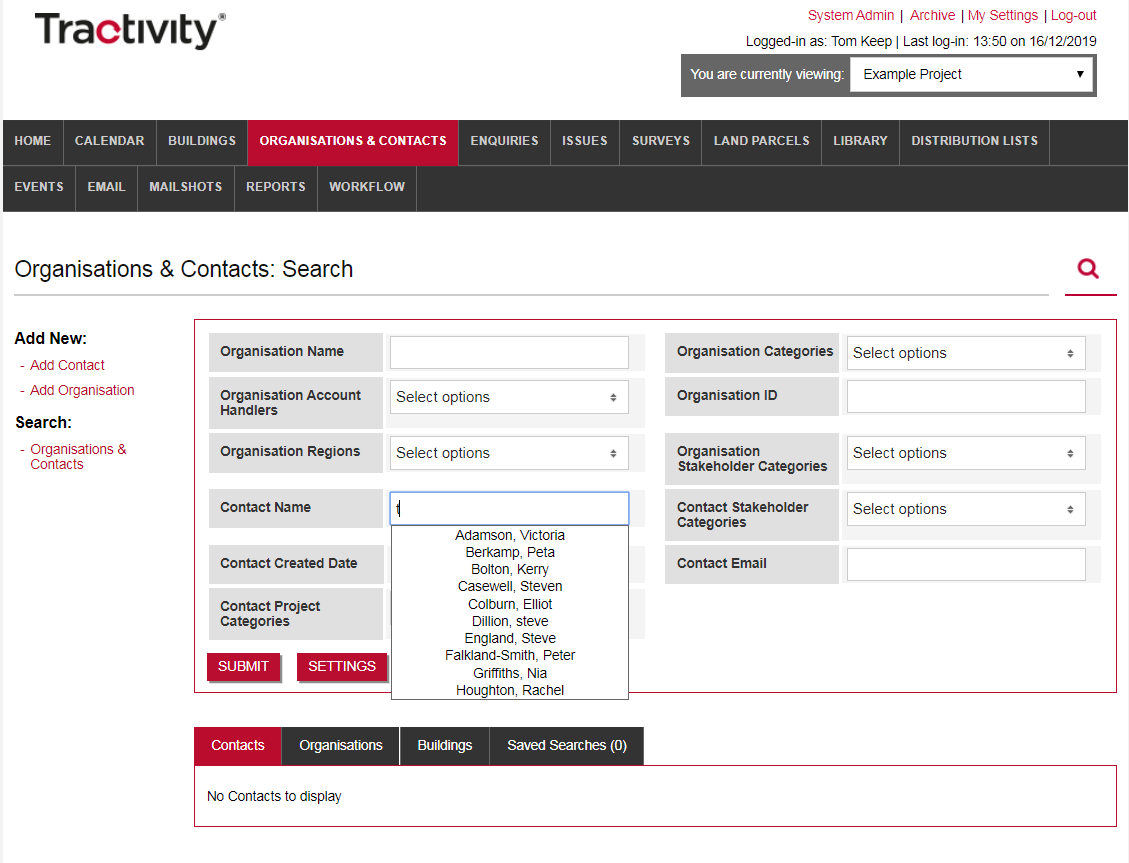 Tractivity®
System Admin | Archive | My Settings | Log-out
Logged-in as: Tom Keep | Last log-in: 13:50 on 16/12/2019
You are currently viewing: Example Project
HOME CALENDAR BUILDINGS ORGANISATIONS & CONTACTS ENQUIRIES ISSUES SURVEYS LAND PARCELS LIBRARY DISTRIBUTION LISTS
EVENTS EMAIL MAILSHOTS REPORTS WORKFLOW
Organisations & Contacts: Search
Add New:
- Add Contact
- Add Organisation
Search:
- Organisations &
Contacts
Organisation Name
Organisation Categories Select options
Organisation Account
Handlers
Select options
Organisation ID
Organisation Regions Select options
Organisation
Stakeholder Categories
Select options
Contact Name t
Contact Stakeholder
Categories
Select options
Adamson, Victoria
Berkamp, Peta
Bolton, Kerry
Casewell, Steven
Colburn, Elliot
Dillion, steve
England, Steve
Falkland-Smith, Peter
Griffiths, Nia
Houghton, Rachel
Contact Created Date
Contact Email
Contact Project
Categories
SUBMIT SETTINGS
Contacts Organisations Buildings Saved Searches (0)
No Contacts to display